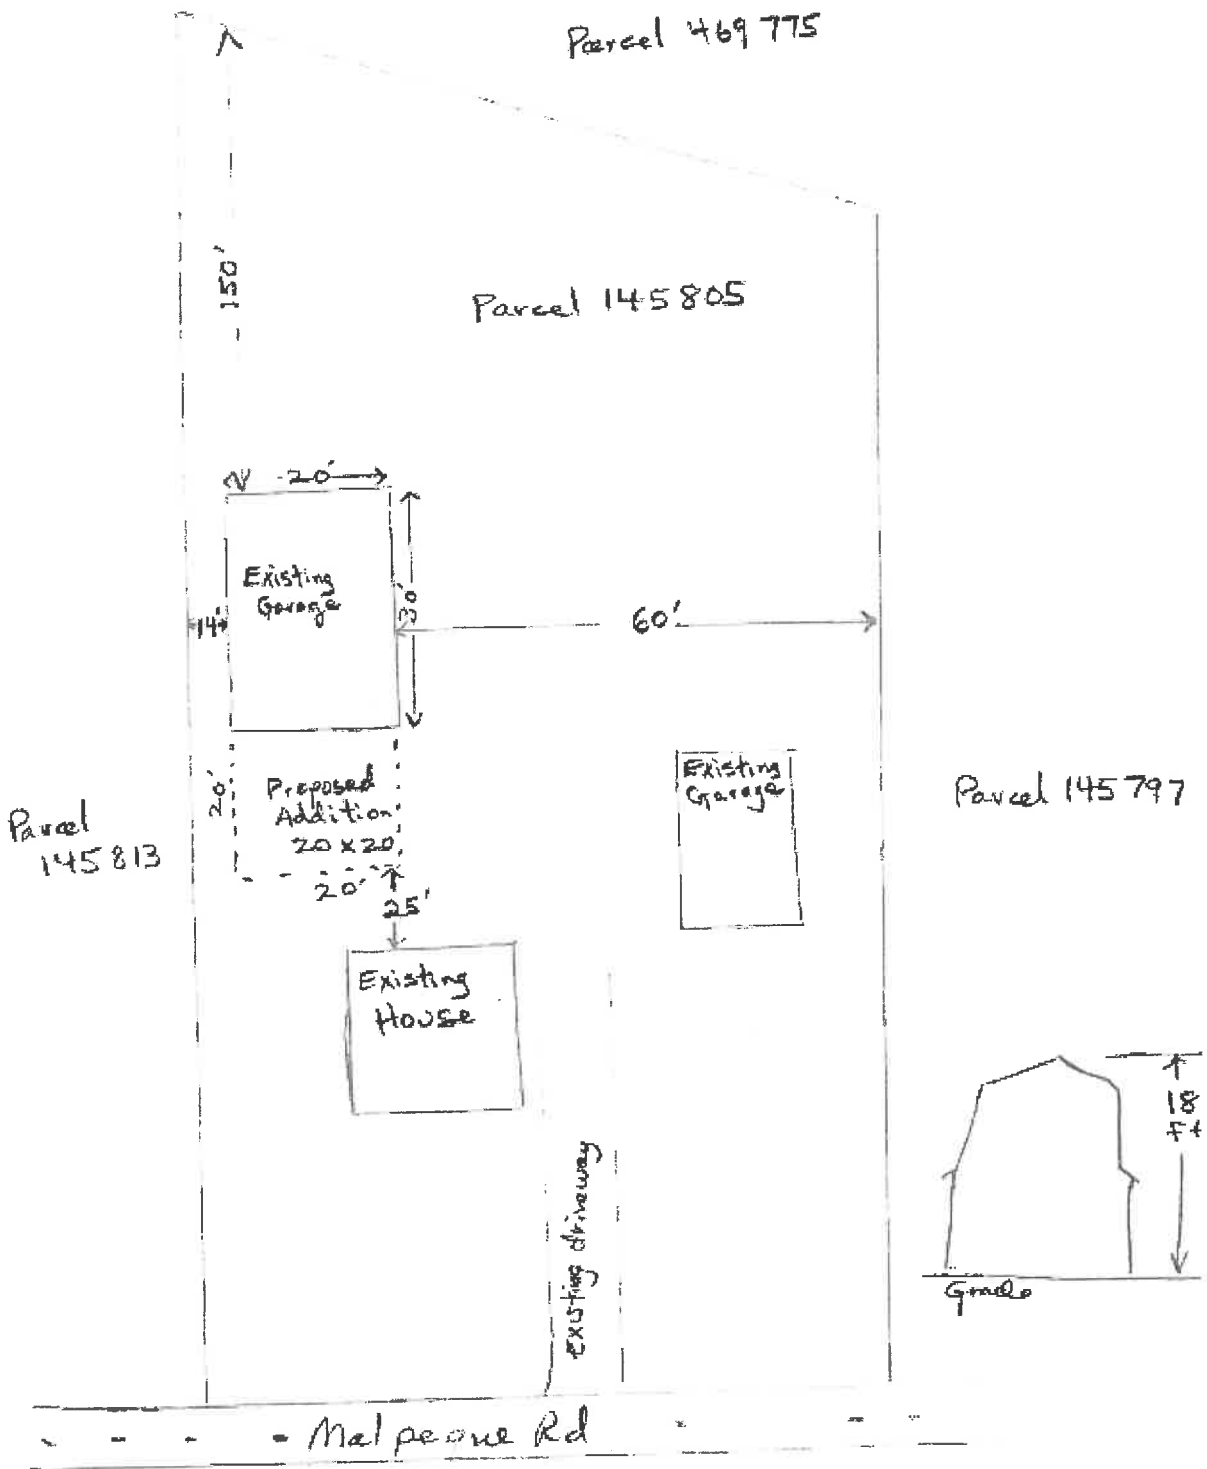 Parcel 469775
150'
Parcel 145805
20'
Existing
Garage
30'
14'
60'
20'
Proposed
Addition
20 x 20
20'
25'
Existing
Garage
Parcel 145797
Parcel
145813
Existing
House
existing driveway
18
ft
Grade
Malpeque Rd